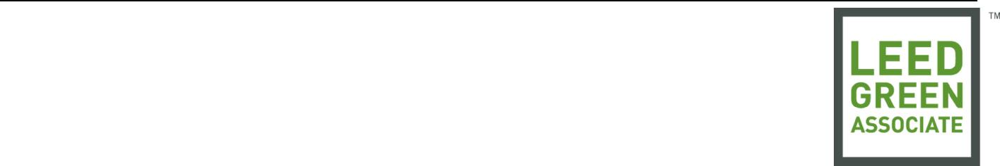 LEED
GREEN
ASSOCIATE
TM